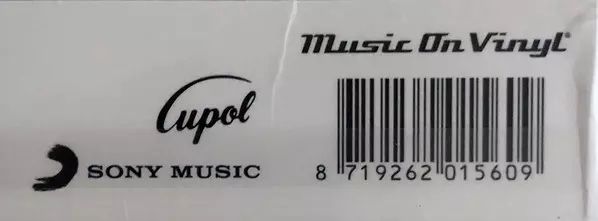 Music On Vinyl®
Cupol
SONY MUSIC
8 719262 015609